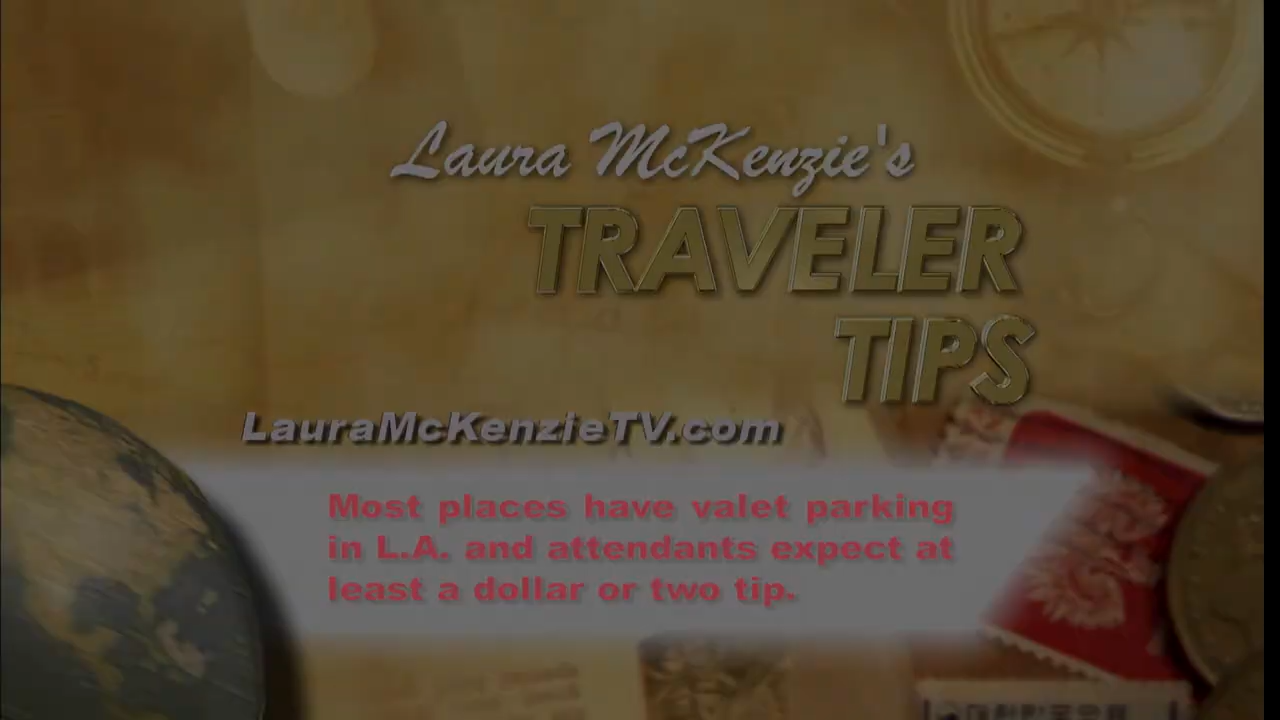 Laura McKenzie's
TRAVELER
TIPS
LauraMcKenzieTV.com
Most places have valet parking
in L.A. and attendants expect at
least a dollar or two tip.